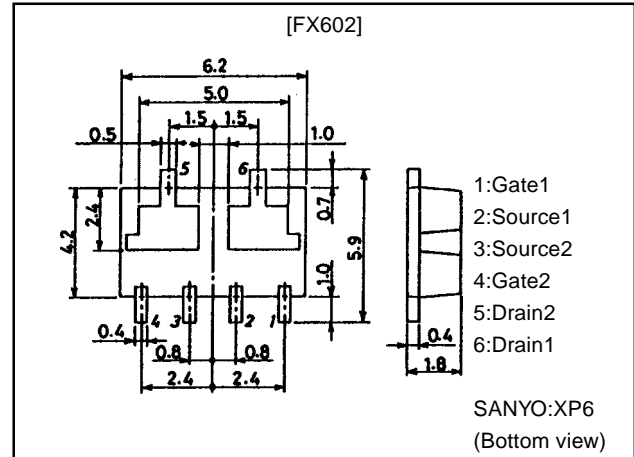 [FX602]
6.2
5.0
1.5 1.5
0.5 1.0
5 6
4.2 2.4 0.7 5.9 1.0
4 3 2 1
0.4
0.8 0.8
2.4 2.4
0.4
1.8
1:Gate1
2:Source1
3:Source2
4:Gate2
5:Drain2
6:Drain1
SANYO:XP6
(Bottom view)